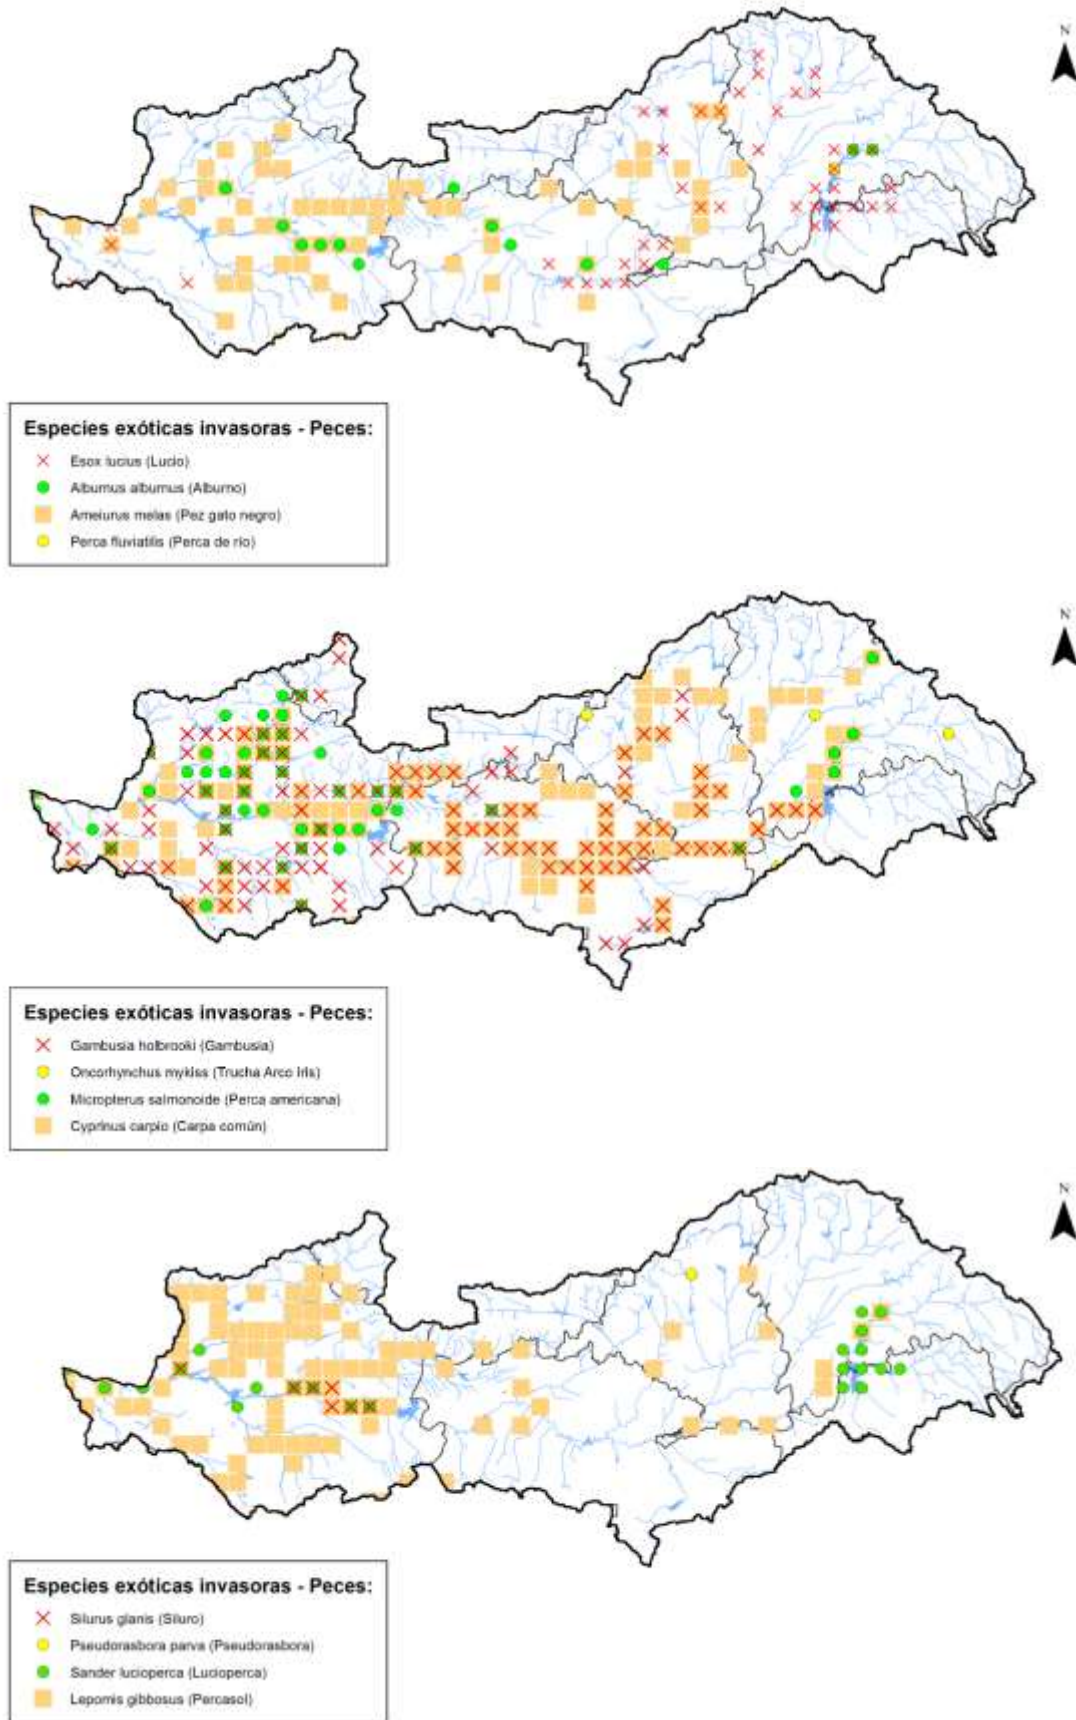 N
Especies exóticas invasoras - Peces:
Esox lucius (Lucio)
Alburnus alburnus (Alburno)
Ameiurus melas (Pez gato negro)
Perca fluviatilis (Perca de río)
N
Especies exóticas invasoras - Peces:
Gambusia holbrooki (Gambusia)
Oncorhynchus mykiss (Trucha Arco Iris)
Micropterus salmonoide (Perca americana)
Cyprinus carpio (Carpa común)
N
Especies exóticas invasoras - Peces:
Silurus glanis (Siluro)
Pseudorasbora parva (Pseudorasbora)
Sander lucioperca (Lucioperca)
Lepomis gibbosus (Percasol)